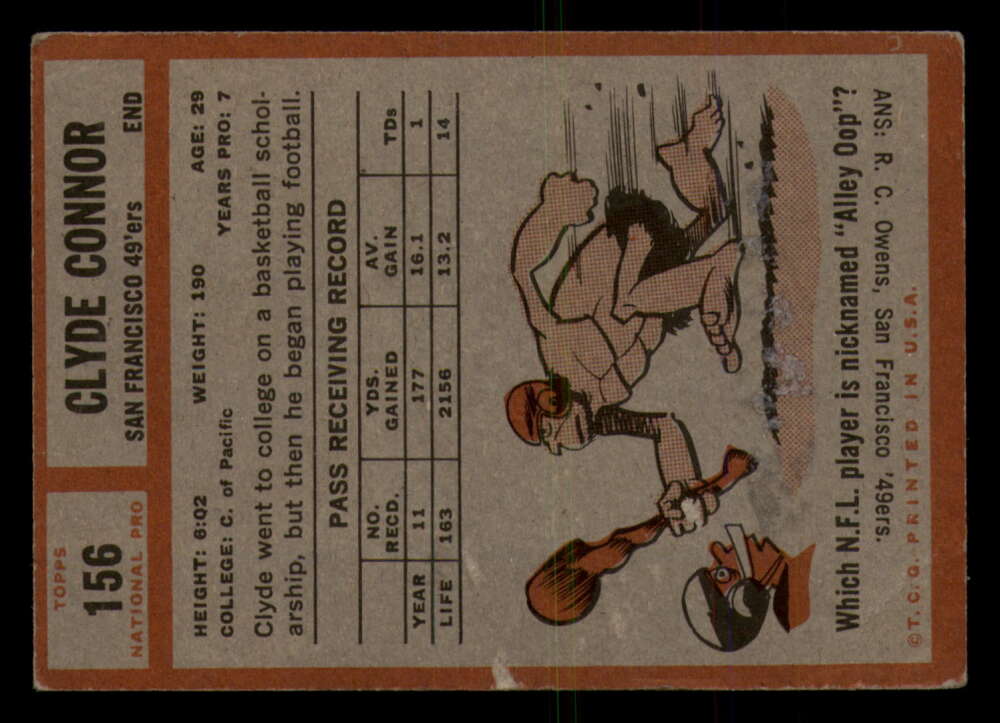 TOPPS
156
NATIONAL PRO
CLYDE CONNOR
SAN FRANCISCO 49'ers END
HEIGHT: 6:02 WEIGHT: 190 AGE: 29
COLLEGE: C. of Pacific YEARS PRO: 7
Clyde went to college on a basketball schol-
arship, but then he began playing football.
PASS RECEIVING RECORD
NO. RECD. YDS. GAINED AV. GAIN TDs
YEAR 11 177 16.1 1
LIFE 163 2156 13.2 14
Which N.F.L. player is nicknamed "Alley Oop"?
ANS: R. C. Owens, San Francisco '49ers.
©T. C. G. PRINTED IN U.S.A.